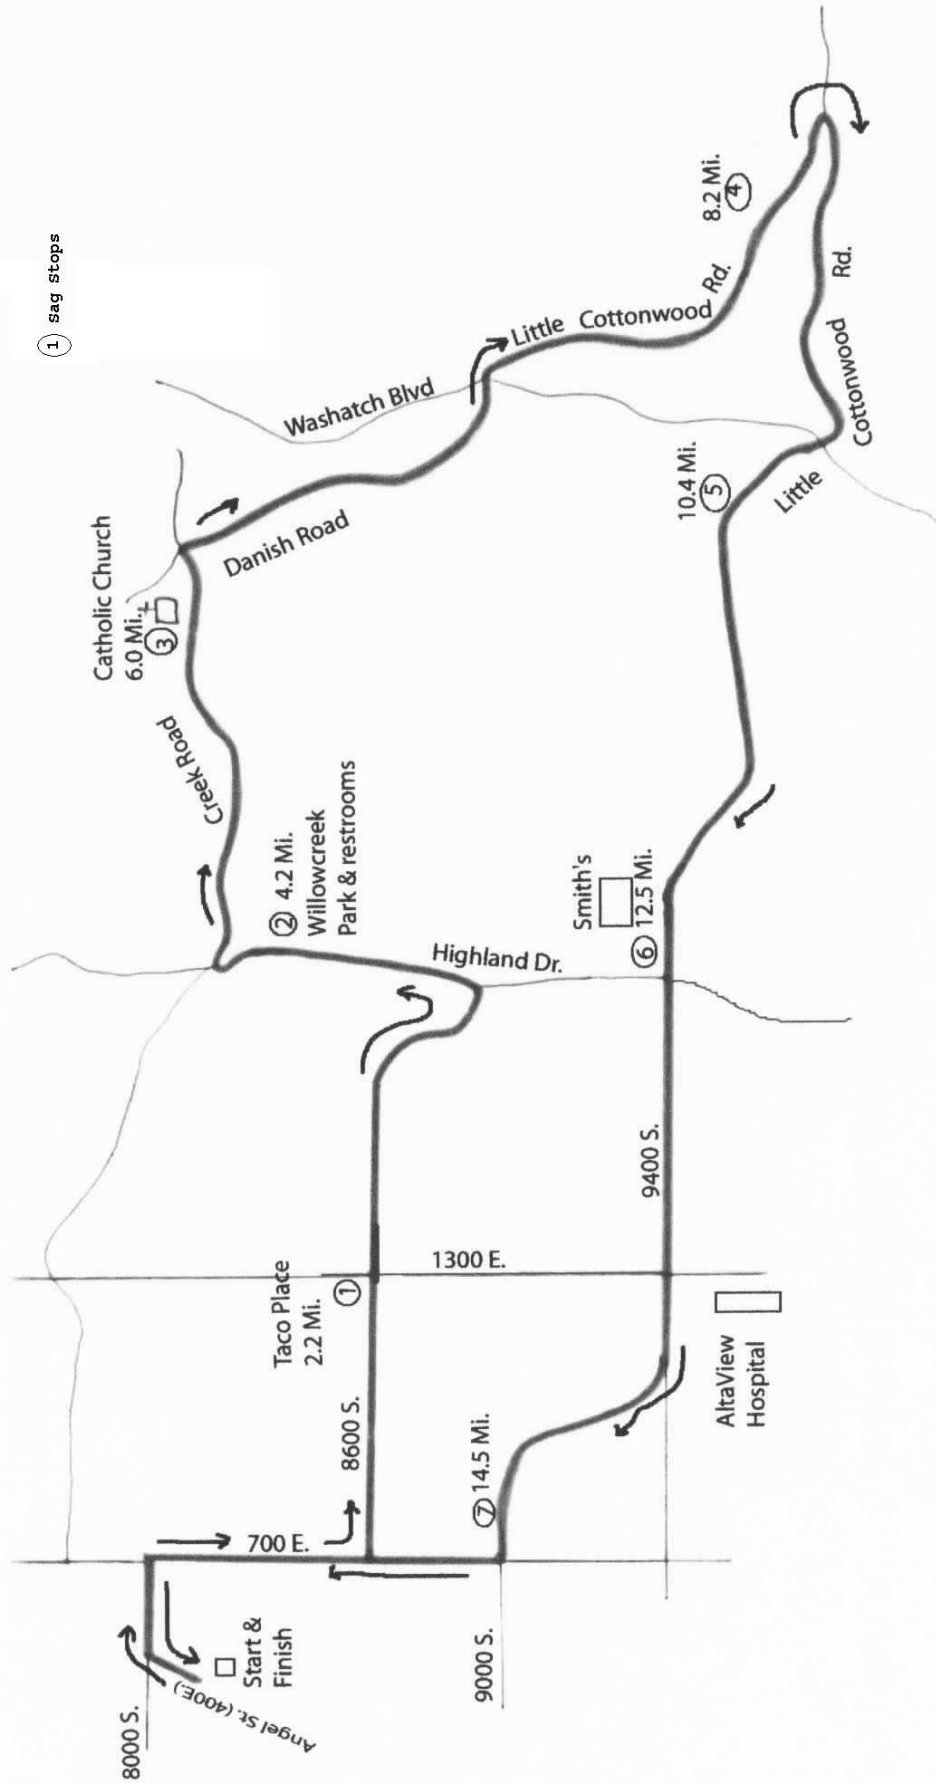 ① Sag Stops
Catholic Church
6.0 Mi.
③
Creek Road
Danish Road
Washatch Blvd
Little Cottonwood Rd.
8.2 Mi.
④
Little Cottonwood Rd.
10.4 Mi.
⑤
② 4.2 Mi.
Willowcreek
Park & restrooms
Highland Dr.
Smith's
⑥ 12.5 Mi.
9400 S.
1300 E.
Taco Place
2.2 Mi.
①
8600 S.
AltaView
Hospital
⑦ 14.5 Mi.
700 E.
Start &
Finish
9000 S.
8000 S.
Angel St. (400E.)